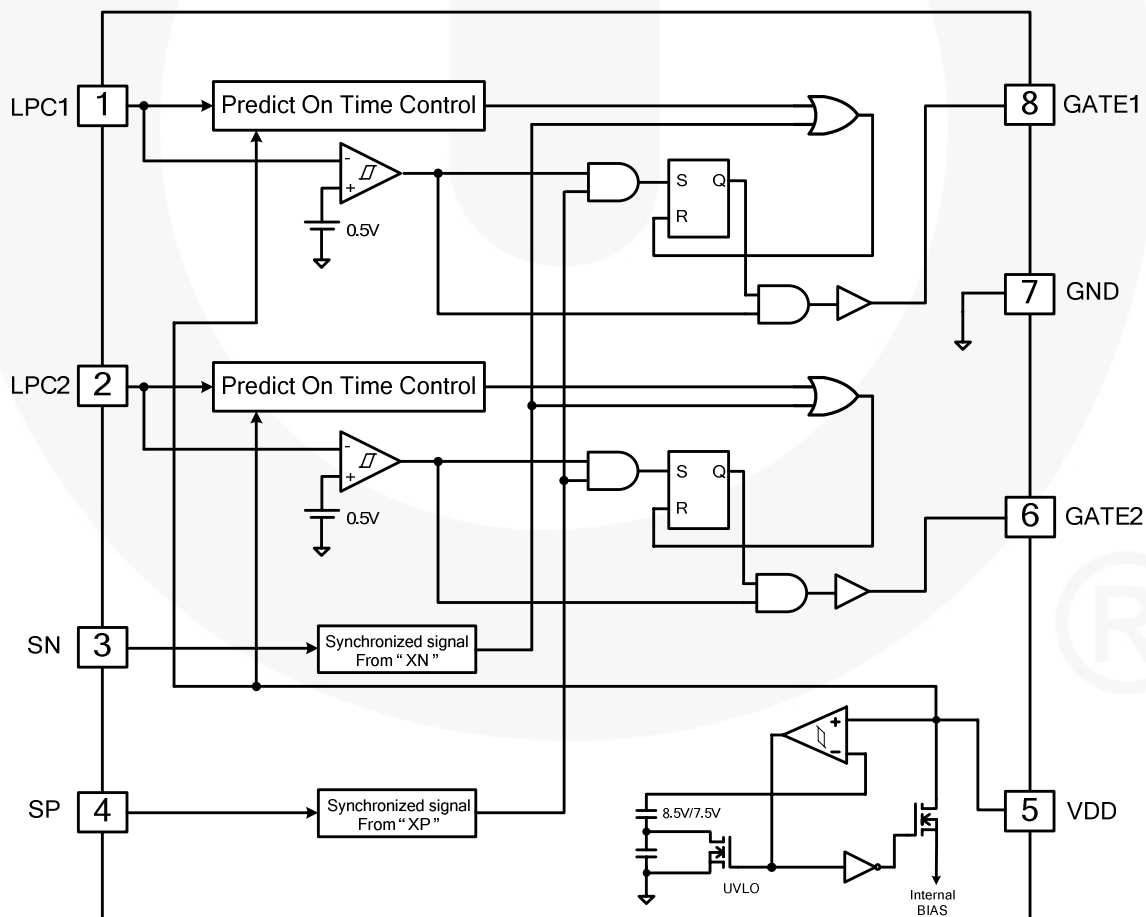 LPC1
1
Predict On Time Control
-
+
0.5V
S
Q
R
8
GATE1
7
GND
LPC2
2
Predict On Time Control
-
+
0.5V
S
Q
R
6
GATE2
SN
3
Synchronized signal
From “XN”
SP
4
Synchronized signal
From “XP”
+
-
8.5V/7.5V
UVLO
Internal
BIAS
5
VDD
®